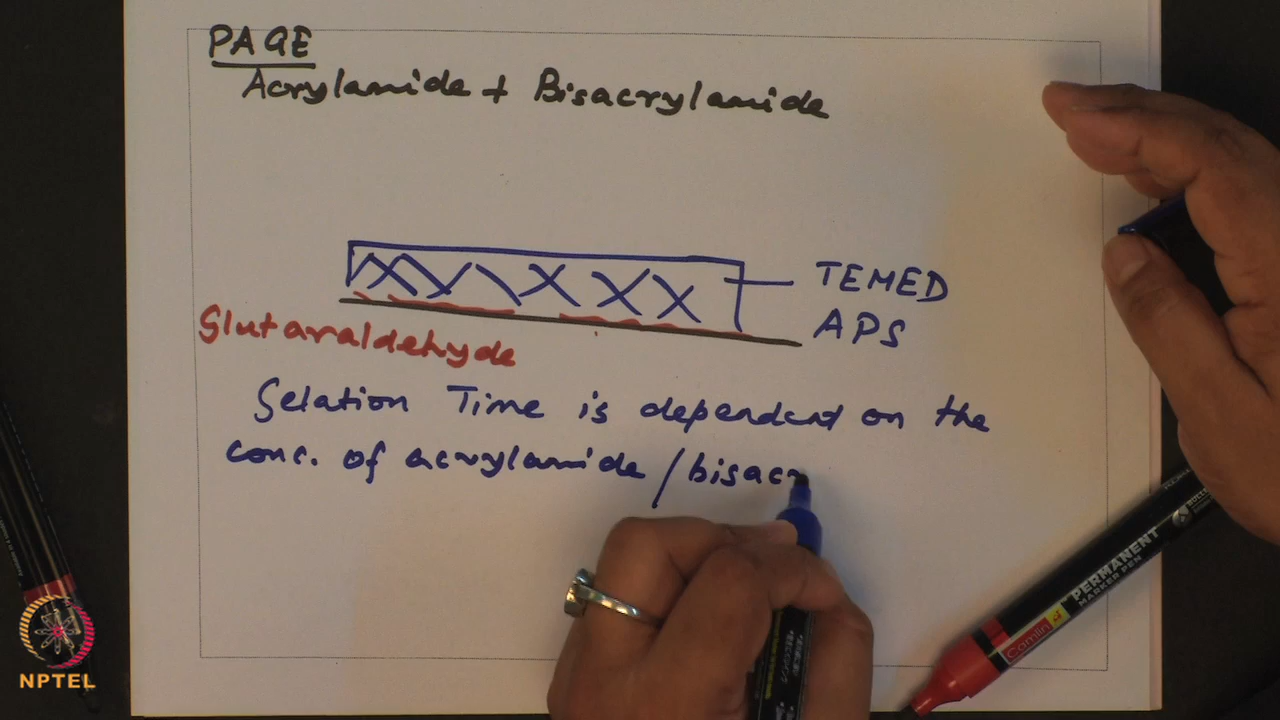 PAGE
Acrylamide + Bisacrylamide
TEMED
APS
Glutaraldehyde
Gelation Time is dependent on the
conc. of acrylamide / bisacr
PERMANENT
MARKER PEN
Camlin
NPTEL